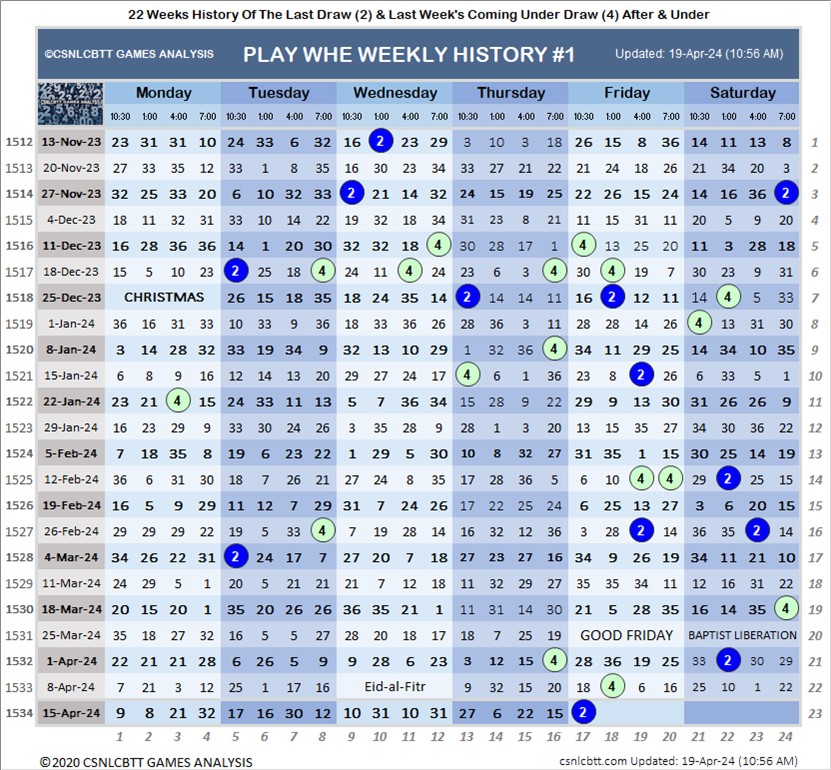 22 Weeks History Of The Last Draw (2) & Last Week's Coming Under Draw (4) After & Under
©CSNLCBTT GAMES ANALYSIS PLAY WHE WEEKLY HISTORY #1 Updated: 19-Apr-24 (10:56 AM)
CSNLCBTT GAMES ANALYSIS Monday Tuesday Wednesday Thursday Friday Saturday
10:30 1:00 4:00 7:00 10:30 1:00 4:00 7:00 10:30 1:00 4:00 7:00 10:30 1:00 4:00 7:00 10:30 1:00 4:00 7:00 10:30 1:00 4:00 7:00
1512 13-Nov-23 23 31 31 10 24 33 6 32 16 2 23 29 3 10 3 18 26 15 8 36 14 11 13 8 1
1513 20-Nov-23 27 33 35 12 33 1 8 35 16 30 23 34 33 27 21 22 21 24 18 26 21 34 20 3 2
1514 27-Nov-23 32 25 33 20 6 10 32 33 2 21 14 32 24 15 19 25 22 26 15 24 14 16 36 2 3
1515 4-Dec-23 18 11 32 31 33 10 14 22 19 32 18 34 31 23 8 21 11 15 31 11 20 5 9 20 4
1516 11-Dec-23 16 28 36 36 14 1 20 30 32 32 18 4 30 28 17 1 4 13 25 20 11 3 28 18 5
1517 18-Dec-23 15 5 10 23 2 25 18 4 24 11 4 24 23 6 3 4 30 4 19 7 30 23 9 31 6
1518 25-Dec-23 CHRISTMAS 26 15 18 35 18 24 35 14 2 14 14 11 16 2 12 11 14 4 5 33 7
1519 1-Jan-24 36 16 31 33 10 3 9 36 18 33 36 26 28 36 3 11 28 28 14 26 4 13 31 30 8
1520 8-Jan-24 3 14 28 32 33 19 34 9 32 13 10 29 1 32 36 4 34 11 29 25 14 34 10 35 9
1521 15-Jan-24 6 8 9 16 12 14 13 20 29 27 24 17 4 6 1 36 23 8 2 26 6 33 5 1 10
1522 22-Jan-24 23 21 4 15 24 33 11 13 5 7 36 34 15 28 9 22 29 9 13 30 31 26 26 9 11
1523 29-Jan-24 16 23 29 9 33 30 24 26 3 35 28 9 28 1 3 20 13 15 35 27 34 30 36 22 12
1524 5-Feb-24 7 18 35 8 19 6 23 22 1 29 5 30 10 8 32 27 31 35 1 15 30 25 14 19 13
1525 12-Feb-24 36 6 31 30 18 7 26 21 27 24 8 35 17 28 36 5 6 10 4 4 29 2 22 15 14
1526 19-Feb-24 16 5 9 29 11 12 7 29 31 7 24 26 17 22 25 24 6 25 13 27 3 6 20 15 15
1527 26-Feb-24 29 29 29 22 19 5 33 4 7 19 28 14 16 32 12 36 3 28 2 14 36 35 2 14 16
1528 4-Mar-24 34 26 22 31 2 24 17 7 27 20 7 18 27 23 27 16 34 9 26 19 34 11 21 10 17
1529 11-Mar-24 24 29 5 1 20 5 21 21 21 7 12 18 11 32 29 27 35 35 34 11 12 16 31 22 18
1530 18-Mar-24 20 15 20 1 35 20 26 26 36 35 21 1 11 31 14 30 21 5 28 35 16 14 35 4 19
1531 25-Mar-24 35 18 27 32 16 5 5 27 28 20 18 17 18 7 25 19 GOOD FRIDAY BAPTIST LIBERATION 20
1532 1-Apr-24 22 21 21 28 6 26 5 9 9 28 6 23 3 12 15 4 28 36 19 25 33 2 30 29 21
1533 8-Apr-24 7 21 3 12 25 1 17 16 Eid-al-Fitr 9 32 15 20 18 4 6 16 25 10 1 22 22
1534 15-Apr-24 9 8 21 32 17 16 30 12 10 31 10 31 27 6 22 15 2 23
1 2 3 4 5 6 7 8 9 10 11 12 13 14 15 16 17 18 19 20 21 22 23 24
©2020 CSNLCBTT GAMES ANALYSIS csnlcbtt.com Updated: 19-Apr-24 (10:56 AM)